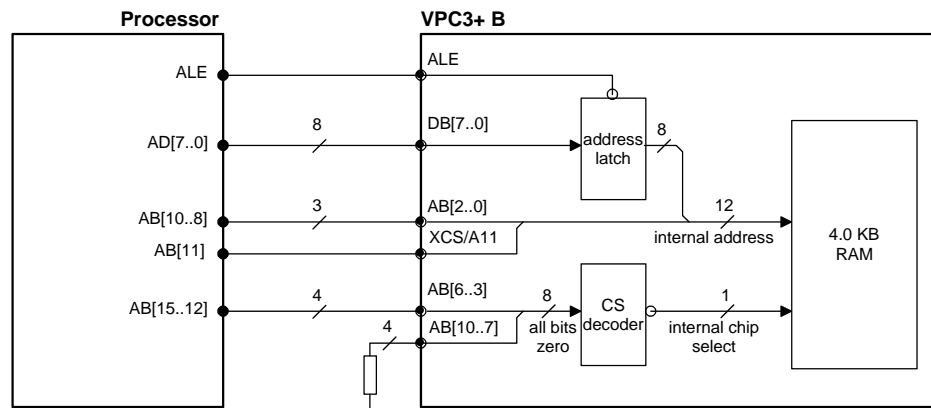 Processor
VPC3+ B
ALE
ALE
AD[7..0]
8
DB[7..0]
address
latch
8
AB[10..8]
3
AB[2..0]
12
internal address
AB[11]
XCS/A11
4.0 KB
RAM
AB[15..12]
4
AB[6..3]
8
all bits
zero
CS
decoder
1
internal chip
select
4
AB[10..7]